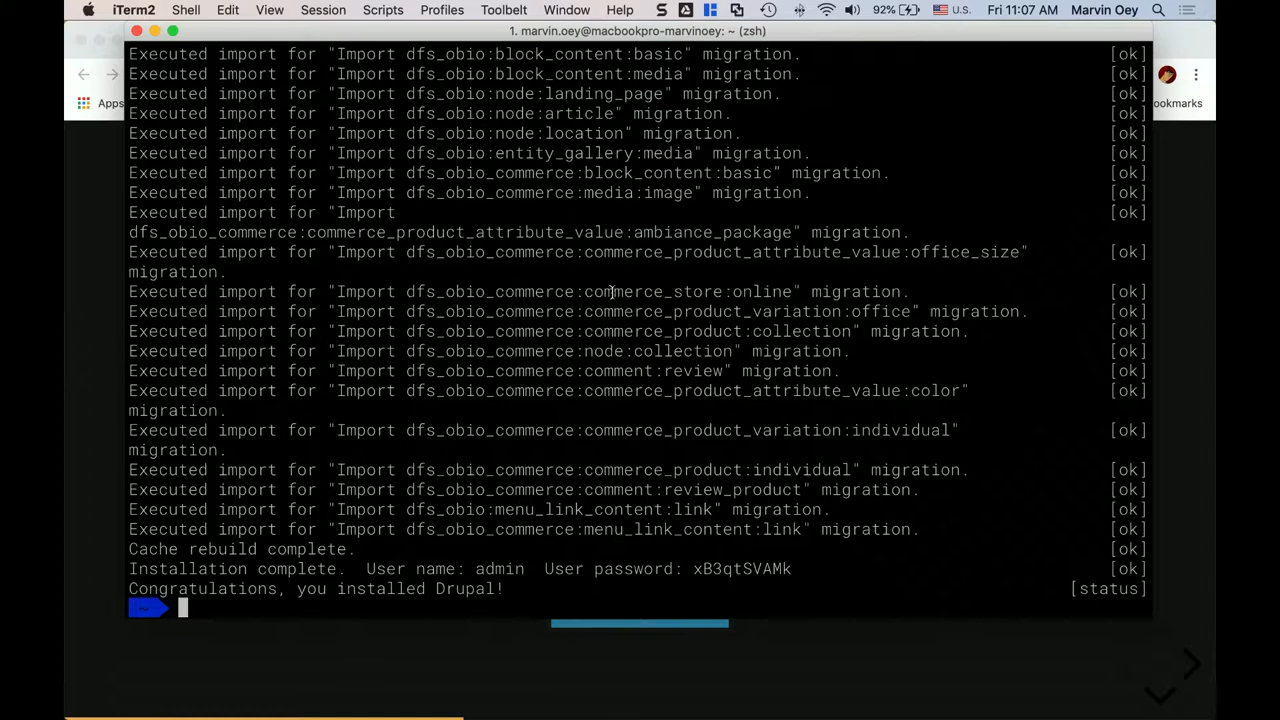 iTerm2 Shell Edit View Session Scripts Profiles Toolbelt Window Help 92% U.S. Fri 11:07 AM Marvin Oey
1. marvin.oey@macbookpro-marvinoey: ~ (zsh)
Apps
ookmarks
Executed import for "Import dfs_obio:block_content:basic" migration. [ok]
Executed import for "Import dfs_obio:block_content:media" migration. [ok]
Executed import for "Import dfs_obio:node:landing_page" migration. [ok]
Executed import for "Import dfs_obio:node:article" migration. [ok]
Executed import for "Import dfs_obio:node:location" migration. [ok]
Executed import for "Import dfs_obio:entity_gallery:media" migration. [ok]
Executed import for "Import dfs_obio_commerce:block_content:basic" migration. [ok]
Executed import for "Import dfs_obio_commerce:media:image" migration. [ok]
Executed import for "Import [ok]
dfs_obio_commerce:commerce_product_attribute_value:ambiance_package" migration.
Executed import for "Import dfs_obio_commerce:commerce_product_attribute_value:office_size" [ok]
migration.
Executed import for "Import dfs_obio_commerce:commerce_store:online" migration. [ok]
Executed import for "Import dfs_obio_commerce:commerce_product_variation:office" migration. [ok]
Executed import for "Import dfs_obio_commerce:commerce_product:collection" migration. [ok]
Executed import for "Import dfs_obio_commerce:node:collection" migration. [ok]
Executed import for "Import dfs_obio_commerce:comment:review" migration. [ok]
Executed import for "Import dfs_obio_commerce:commerce_product_attribute_value:color" [ok]
migration.
Executed import for "Import dfs_obio_commerce:commerce_product_variation:individual" [ok]
migration.
Executed import for "Import dfs_obio_commerce:commerce_product:individual" migration. [ok]
Executed import for "Import dfs_obio_commerce:comment:review_product" migration. [ok]
Executed import for "Import dfs_obio:menu_link_content:link" migration. [ok]
Executed import for "Import dfs_obio_commerce:menu_link_content:link" migration. [ok]
Cache rebuild complete. [ok]
Installation complete. User name: admin User password: xB3qtSVAMk [ok]
Congratulations, you installed Drupal! [status]
~